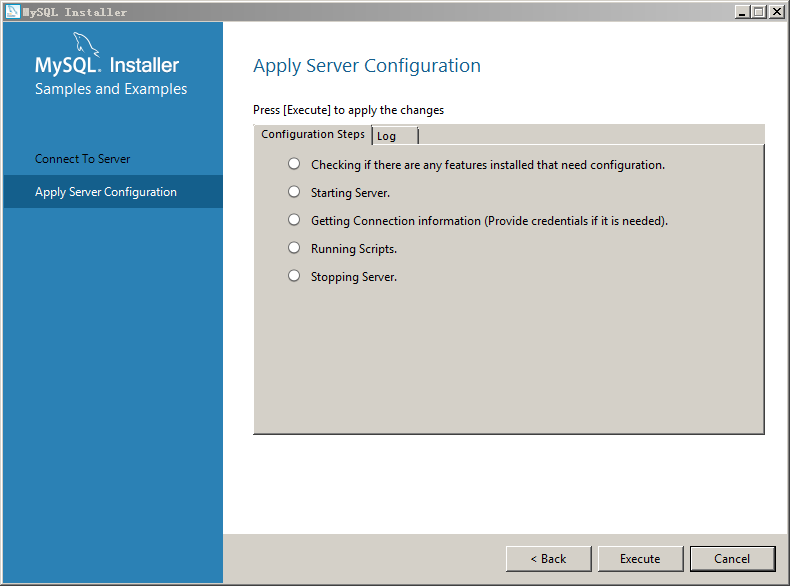 MySQL Installer
MySQL. Installer
Samples and Examples
Connect To Server
Apply Server Configuration
Apply Server Configuration
Press [Execute] to apply the changes
Configuration Steps
Log
Checking if there are any features installed that need configuration.
Starting Server.
Getting Connection information (Provide credentials if it is needed).
Running Scripts.
Stopping Server.
< Back
Execute
Cancel